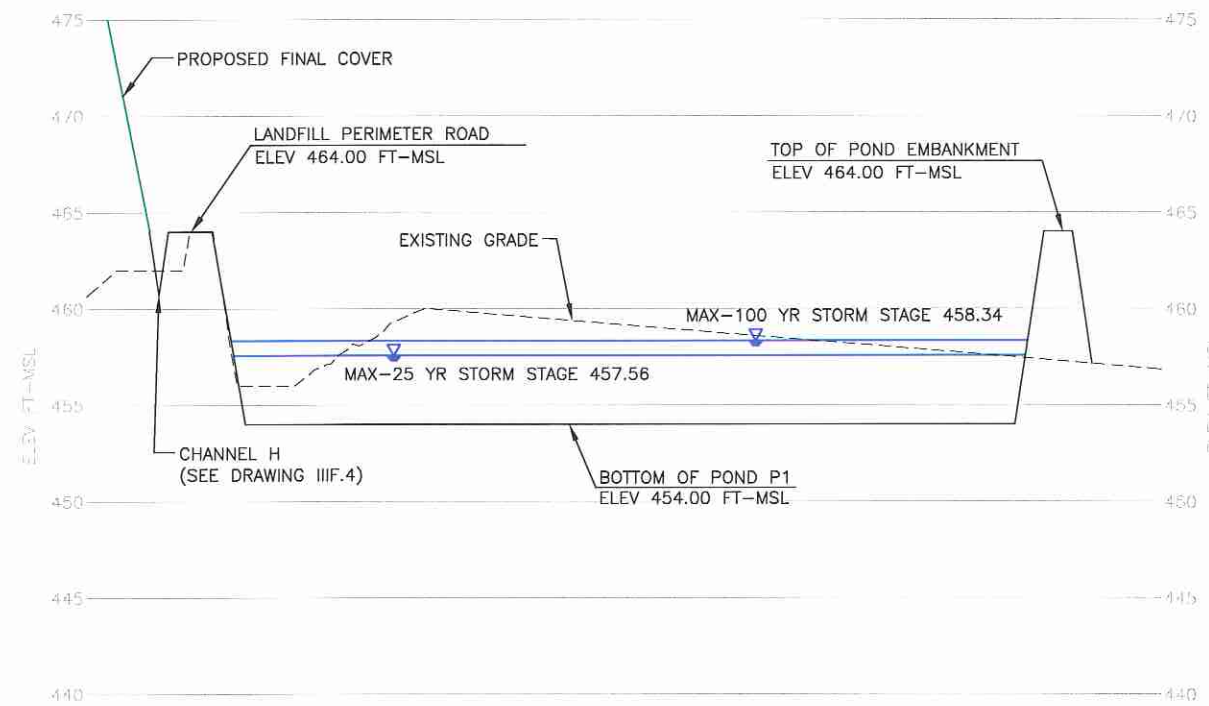 475
475
PROPOSED FINAL COVER
470
470
LANDFILL PERIMETER ROAD
ELEV 464.00 FT-MSL
TOP OF POND EMBANKMENT
ELEV 464.00 FT-MSL
465
465
EXISTING GRADE
460
460
MAX-100 YR STORM STAGE 458.34
MAX-25 YR STORM STAGE 457.56
ELEV FT-MSL
455
455
CHANNEL H
(SEE DRAWING IIIF.4)
BOTTOM OF POND P1
ELEV 454.00 FT-MSL
450
450
445
445
440
440